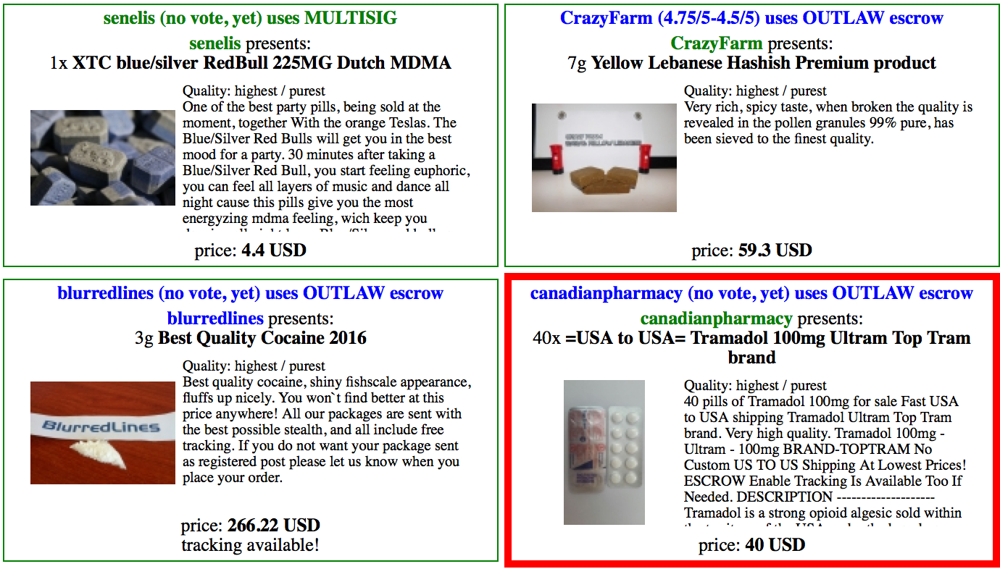 senelis (no vote, yet) uses MULTISIG
senelis presents:
1x XTC blue/silver RedBull 225MG Dutch MDMA
Quality: highest / purest
One of the best party pills, being sold at the
moment, together With the orange Teslas. The
Blue/Silver Red Bulls will get you in the best
mood for a party. 30 minutes after taking a
Blue/Silver Red Bull, you start feeling euphoric,
you can feel all layers of music and dance all
night cause this pills give you the most
energyzing mdma feeling, wich keep you
price: 4.4 USD
CrazyFarm (4.75/5-4.5/5) uses OUTLAW escrow
CrazyFarm presents:
7g Yellow Lebanese Hashish Premium product
Quality: highest / purest
Very rich, spicy taste, when broken the quality is
revealed in the pollen granules 99% pure, has
been sieved to the finest quality.
price: 59.3 USD
blurredlines (no vote, yet) uses OUTLAW escrow
blurredlines presents:
3g Best Quality Cocaine 2016
BlurredLines
Quality: highest / purest
Best quality cocaine, shiny fishscale appearance,
fluffs up nicely. You won`t find better at this
price anywhere! All our packages are sent with
the best possible stealth, and all include free
tracking. If you do not want your package sent
as registered post please let us know when you
place your order.
price: 266.22 USD
tracking available!
canadianpharmacy (no vote, yet) uses OUTLAW escrow
canadianpharmacy presents:
40x =USA to USA= Tramadol 100mg Ultram Top Tram
brand
Quality: highest / purest
40 pills of Tramadol 100mg for sale Fast USA
to USA shipping Tramadol Ultram Top Tram
brand. Very high quality. Tramadol 100mg -
Ultram - 100mg BRAND-TOPTRAM No
Custom US TO US Shipping At Lowest Prices!
ESCROW Enable Tracking Is Available Too If
Needed. DESCRIPTION --------------------
Tramadol is a strong opioid algesic sold within
price: 40 USD